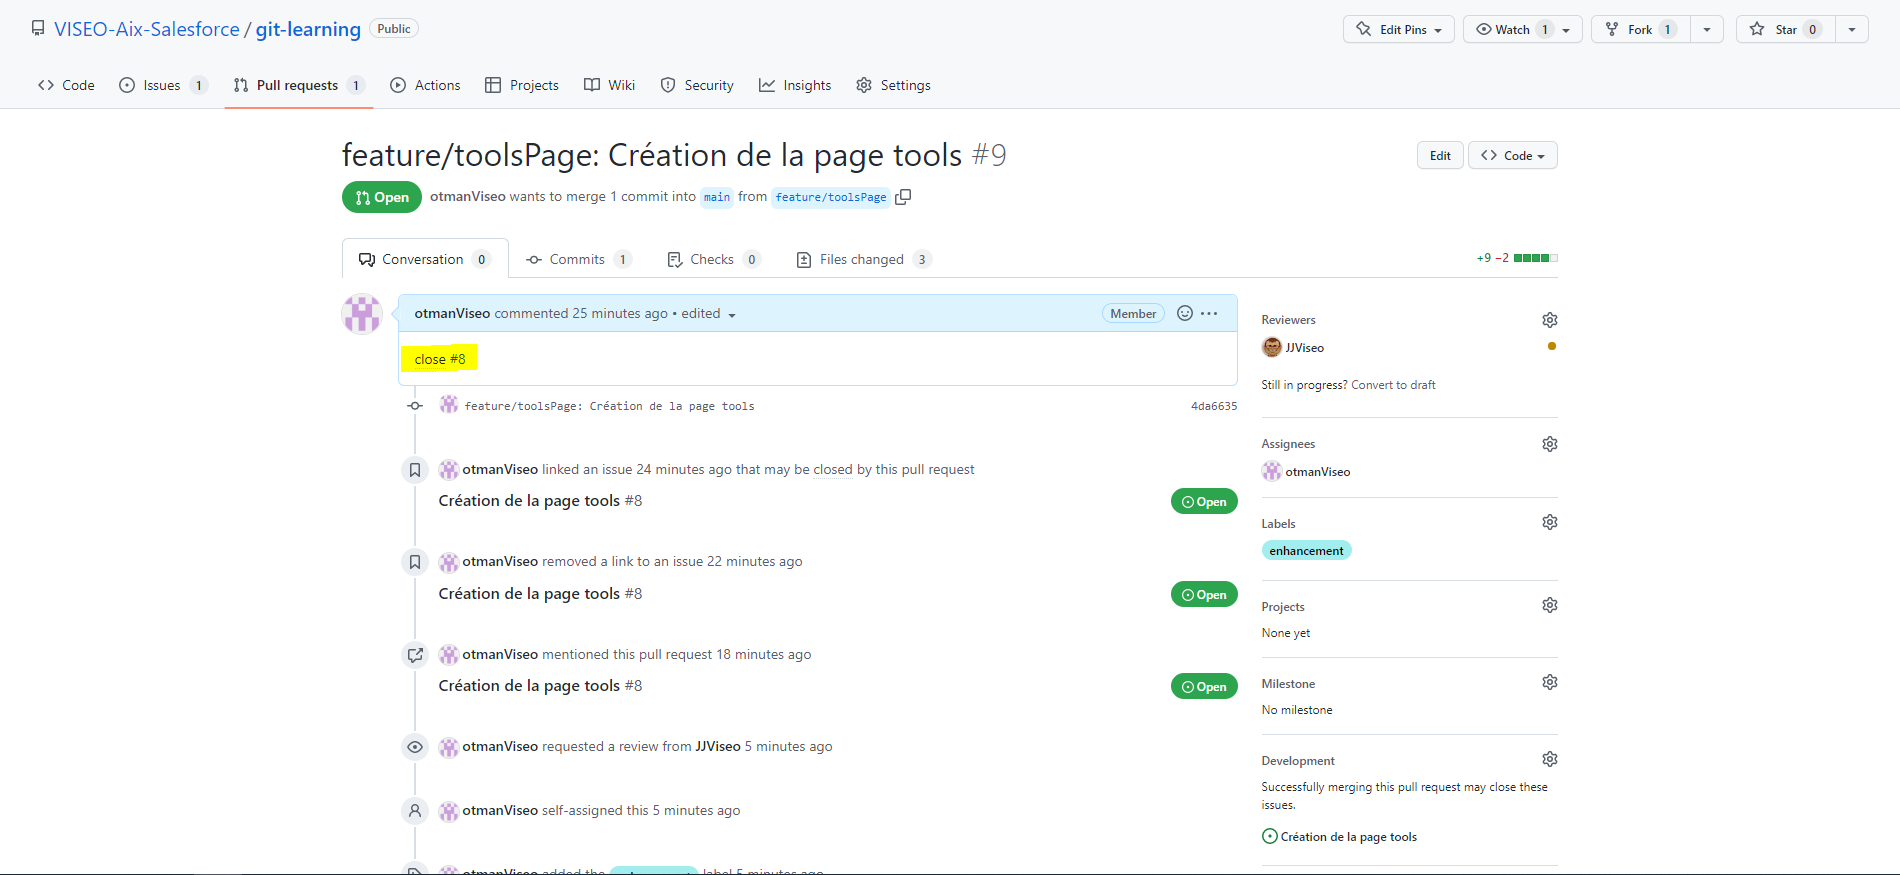 VISEO-Aix-Salesforce / git-learning Public
Edit Pins Watch 1 Fork 1 Star 0
Code Issues 1 Pull requests 1 Actions Projects Wiki Security Insights Settings
feature/toolsPage: Création de la page tools #9
Edit Code
Open otmanViseo wants to merge 1 commit into main from feature/toolsPage
Conversation 0 Commits 1 Checks 0 Files changed 3
+9 −2
otmanViseo commented 25 minutes ago • edited Member
close #8
feature/toolsPage: Création de la page tools 4da6635
otmanViseo linked an issue 24 minutes ago that may be closed by this pull request
Création de la page tools #8 Open
otmanViseo removed a link to an issue 22 minutes ago
Création de la page tools #8 Open
otmanViseo mentioned this pull request 18 minutes ago
Création de la page tools #8 Open
otmanViseo requested a review from JJViseo 5 minutes ago
otmanViseo self-assigned this 5 minutes ago
otmanViseo added the label 5 minutes ago
Reviewers
JJViseo
Still in progress? Convert to draft
Assignees
otmanViseo
Labels
enhancement
Projects
None yet
Milestone
No milestone
Development
Successfully merging this pull request may close these
issues.
Création de la page tools